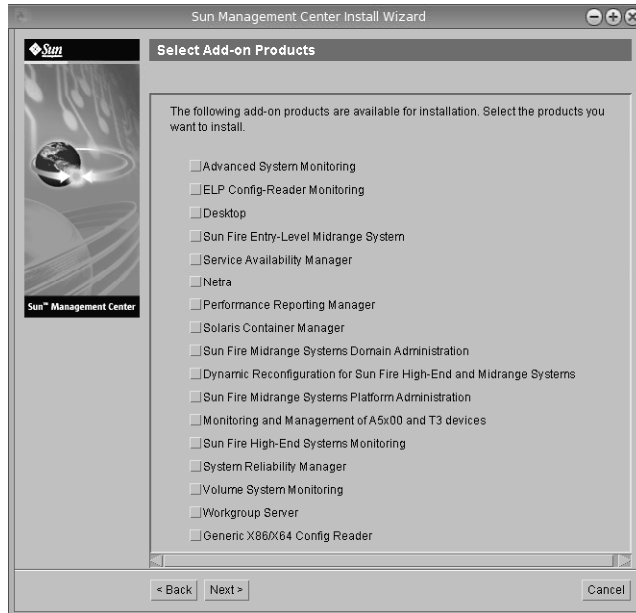 Sun Management Center Install Wizard
Sun
Select Add-on Products
The following add-on products are available for installation. Select the products you
want to install.
Advanced System Monitoring
ELP Config-Reader Monitoring
Desktop
Sun Fire Entry-Level Midrange System
Service Availability Manager
Netra
Performance Reporting Manager
Solaris Container Manager
Sun Fire Midrange Systems Domain Administration
Dynamic Reconfiguration for Sun Fire High-End and Midrange Systems
Sun Fire Midrange Systems Platform Administration
Monitoring and Management of A5x00 and T3 devices
Sun Fire High-End Systems Monitoring
System Reliability Manager
Volume System Monitoring
Workgroup Server
Generic X86/X64 Config Reader
Sun™ Management Center
< Back Next > Cancel